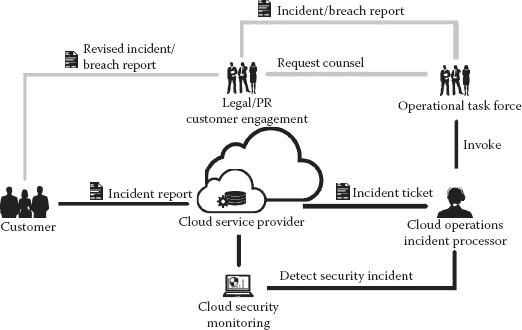 Incident/breach report
Revised incident/
breach report
Request counsel
Legal/PR
customer engagement
Operational task force
Invoke
Incident report
Incident ticket
Customer
Cloud service provider
Cloud operations
incident processor
Detect security incident
Cloud security
monitoring